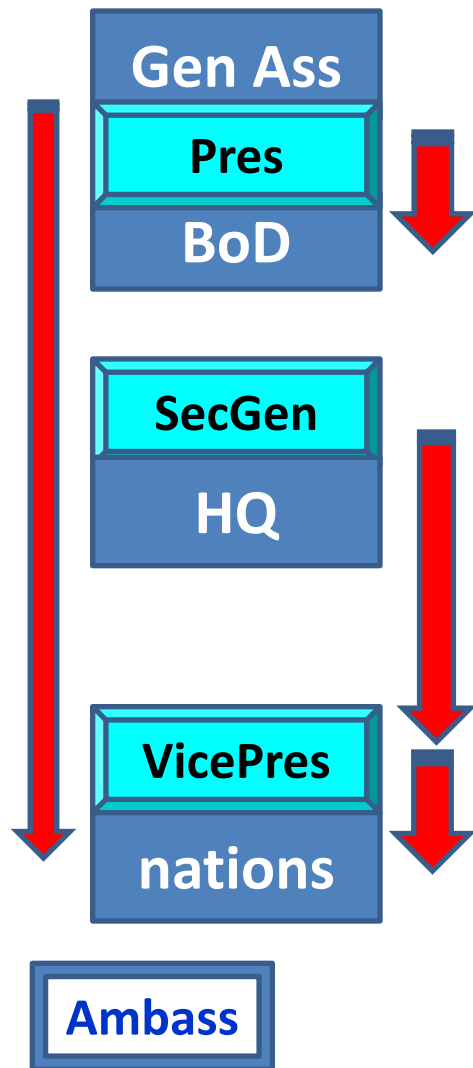 Gen Ass
Pres
BoD
SecGen
HQ
VicePres
nations
Ambass